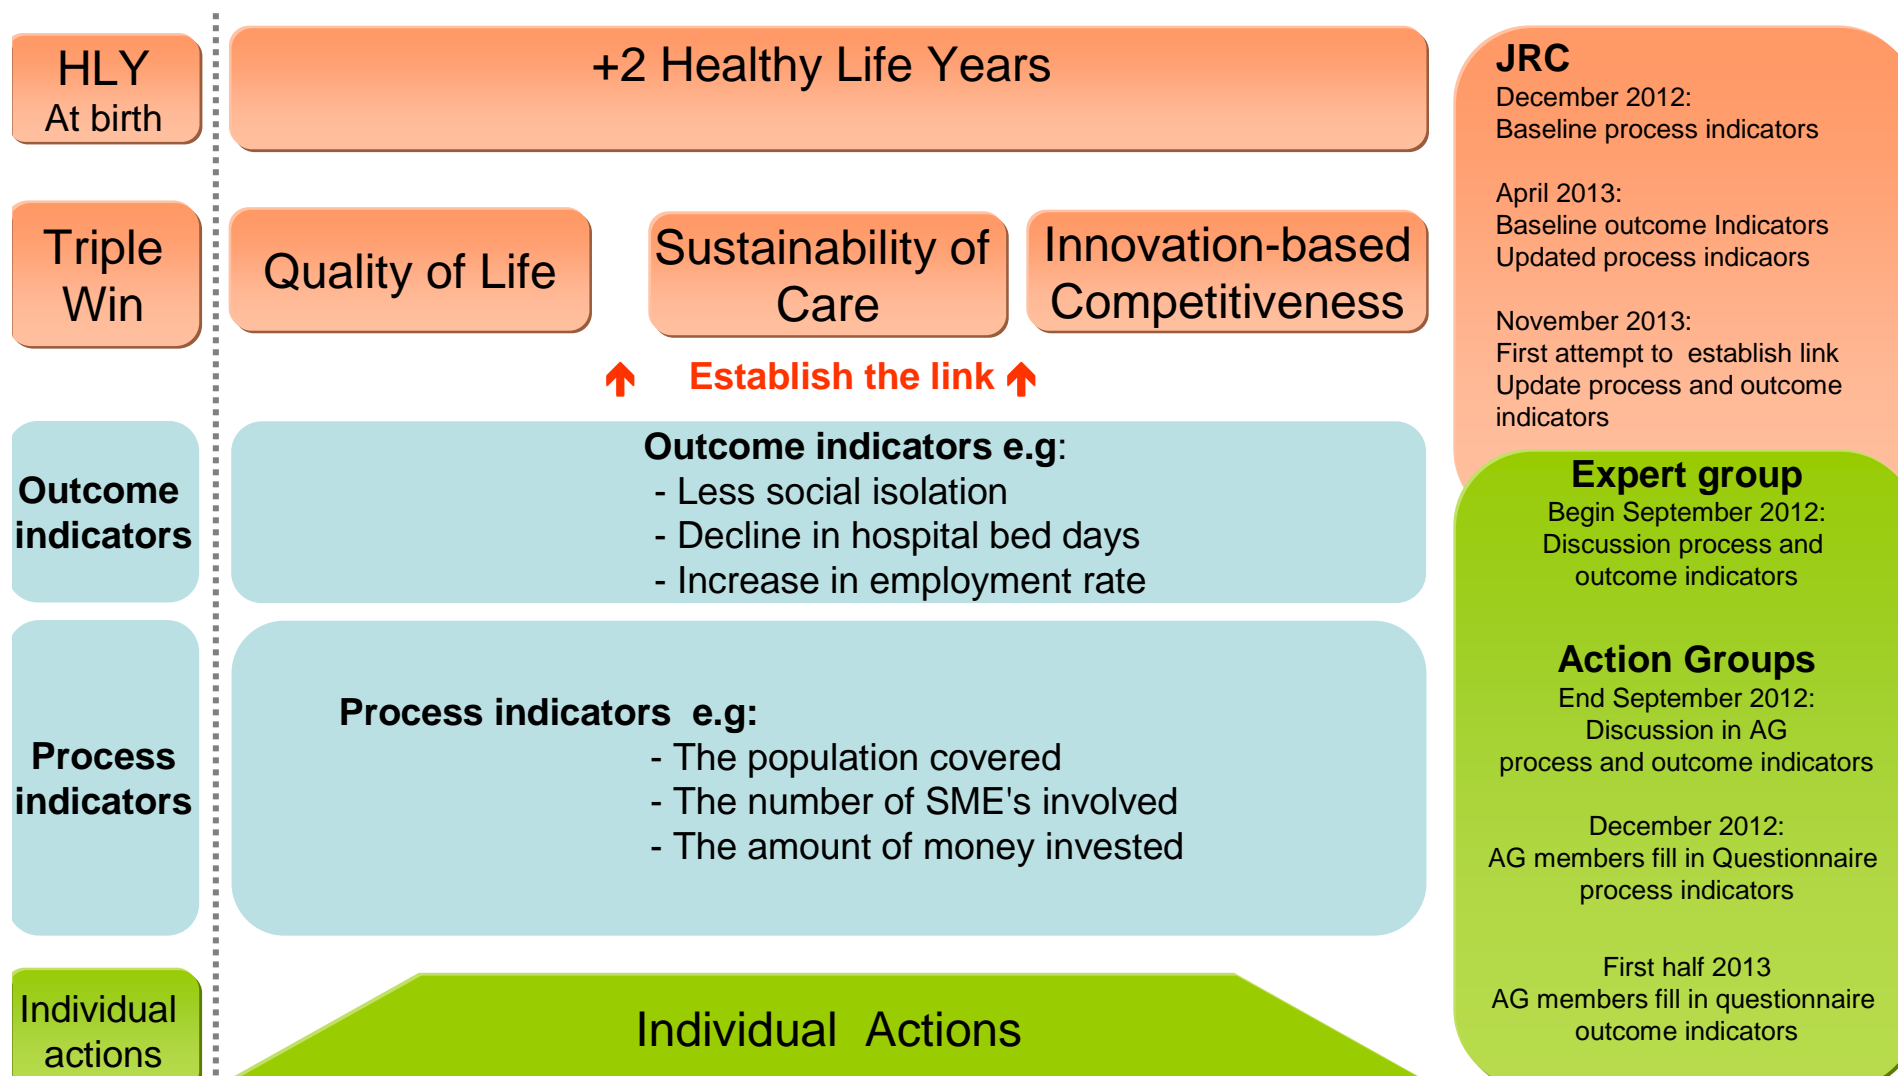 HLY
At birth
+2 Healthy Life Years
Triple
Win
Quality of Life
Sustainability of
Care
Innovation-based
Competitiveness
Establish the link
Outcome
indicators
Outcome indicators e.g:
- Less social isolation
- Decline in hospital bed days
- Increase in employment rate
Process
indicators
Process indicators e.g:
- The population covered
- The number of SME's involved
- The amount of money invested
Individual
actions
Individual Actions
JRC
December 2012:
Baseline process indicators
April 2013:
Baseline outcome Indicators
Updated process indicaors
November 2013:
First attempt to establish link
Update process and outcome
indicators
Expert group
Begin September 2012:
Discussion process and
outcome indicators
Action Groups
End September 2012:
Discussion in AG
process and outcome indicators
December 2012:
AG members fill in Questionnaire
process indicators
First half 2013
AG members fill in questionnaire
outcome indicators